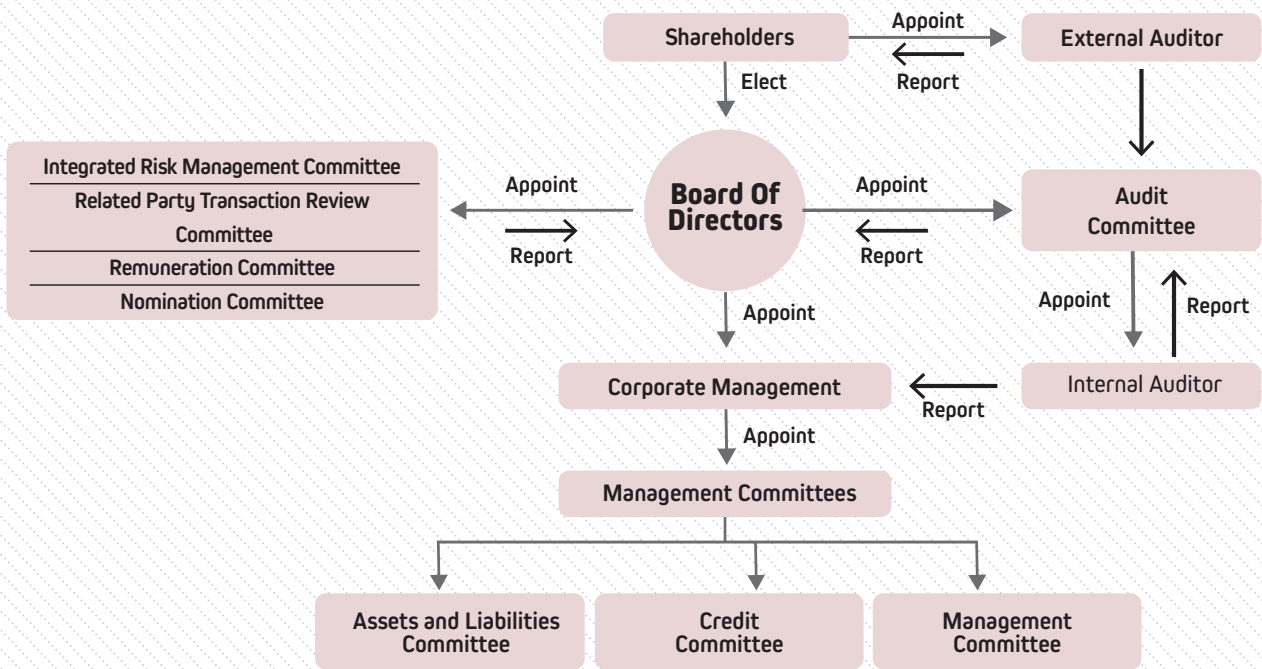 Shareholders
Appoint
Report
External Auditor
Elect
Integrated Risk Management Committee
Related Party Transaction Review
Committee
Remuneration Committee
Nomination Committee
Appoint
Report
Board Of
Directors
Appoint
Report
Audit
Committee
Appoint
Appoint
Report
Corporate Management
Report
Internal Auditor
Appoint
Management Committees
Assets and Liabilities
Committee
Credit
Committee
Management
Committee